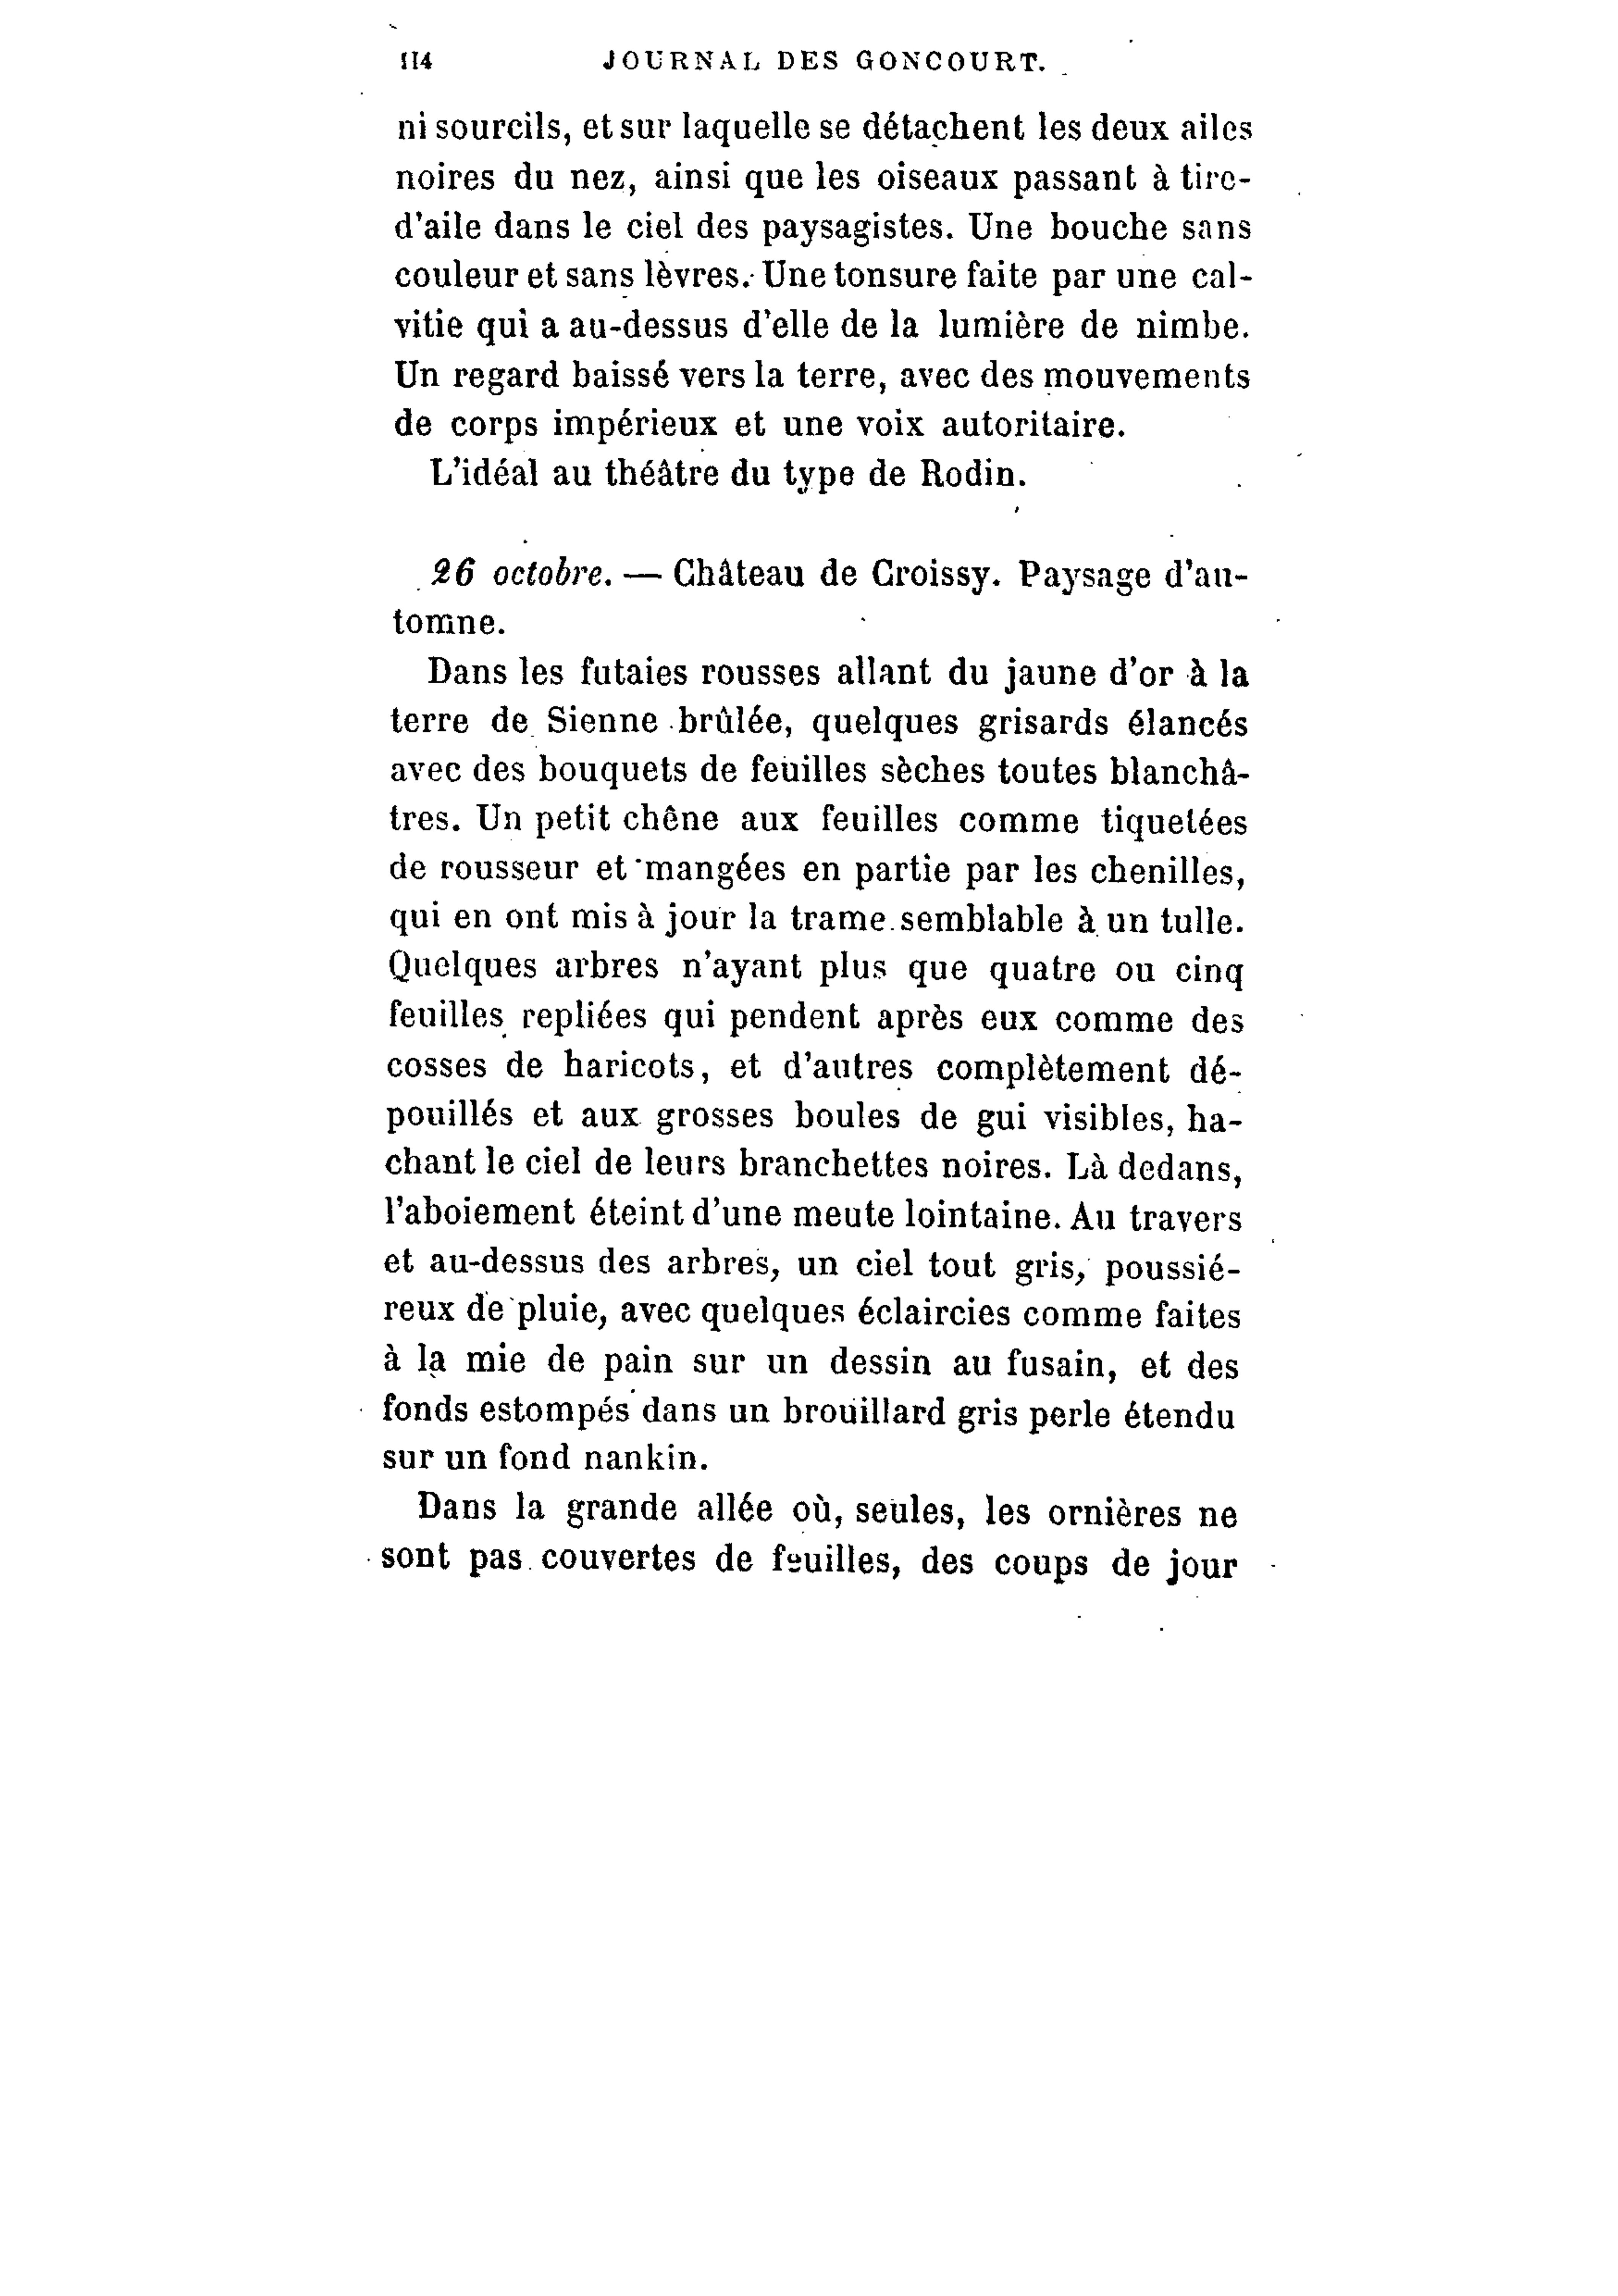 114 JOURNAL DES GONCOURT.
ni sourcils, et sur laquelle se détachent les deux ailes
noires du nez, ainsi que les oiseaux passant à tire-
d'aile dans le ciel des paysagistes. Une bouche sans
couleur et sans lèvres. Une tonsure faite par une cal-
vitie qui a au-dessus d'elle de la lumière de nimbe.
Un regard baissé vers la terre, avec des mouvements
de corps impérieux et une voix autoritaire.
L'idéal au théâtre du type de Rodin.
26 octobre. — Château de Croissy. Paysage d'au-
tomne.
Dans les futaies rousses allant du jaune d'or à la
terre de Sienne brûlée, quelques grisards élancés
avec des bouquets de feuilles sèches toutes blanchâ-
tres. Un petit chêne aux feuilles comme tiquetées
de rousseur et mangées en partie par les chenilles,
qui en ont mis à jour la trame semblable à un tulle.
Quelques arbres n'ayant plus que quatre ou cinq
feuilles repliées qui pendent après eux comme des
cosses de haricots, et d'autres complètement dé-
pouillés et aux grosses boules de gui visibles, ha-
chant le ciel de leurs branchettes noires. Là dedans,
l'aboiement éteint d'une meute lointaine. Au travers
et au-dessus des arbres, un ciel tout gris, poussié-
reux de pluie, avec quelques éclaircies comme faites
à la mie de pain sur un dessin au fusain, et des
fonds estompés dans un brouillard gris perle étendu
sur un fond nankin.
Dans la grande allée où, seules, les ornières ne
sont pas couvertes de feuilles, des coups de jour